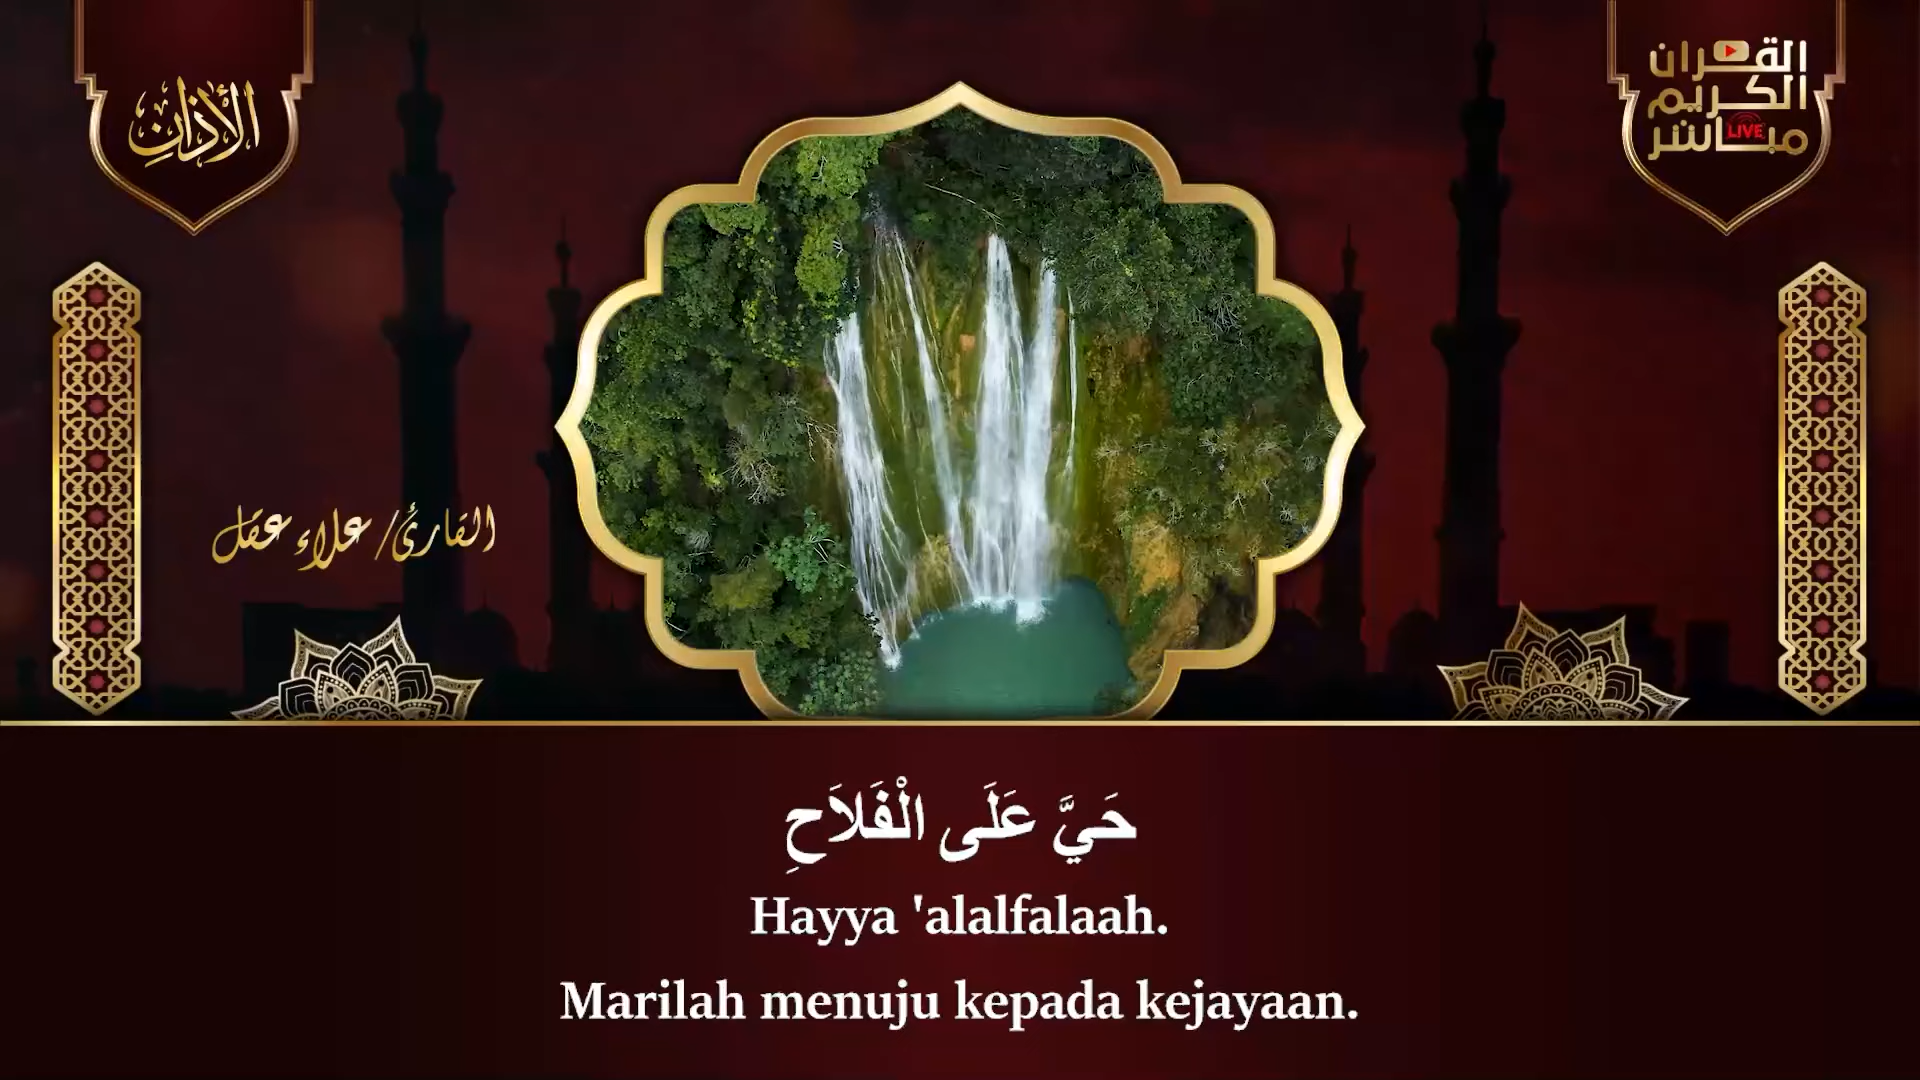 الأذان
القرآن
الكريم
مباشر
LIVE
القارئ/ علاء عقل
حَيَّ عَلَى الْفَلاَحِ
Hayya 'alalfalaah.
Marilah menuju kepada kejayaan.